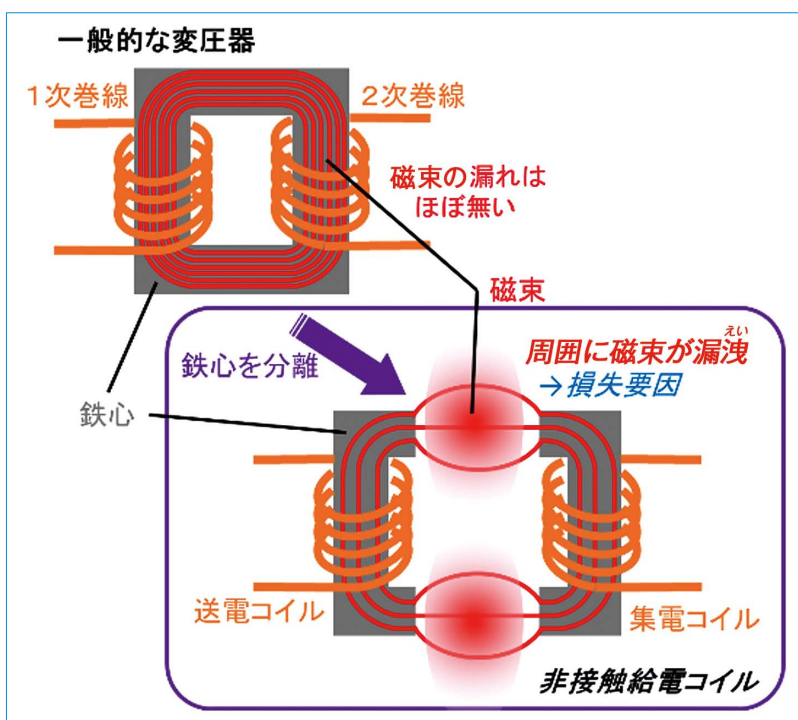 一般的な変圧器
1次巻線
2次巻線
磁束の漏れは
ほぼ無い
磁束
鉄心を分離
周囲に磁束が漏洩
えい
→損失要因
鉄心
送電コイル
集電コイル
非接触給電コイル